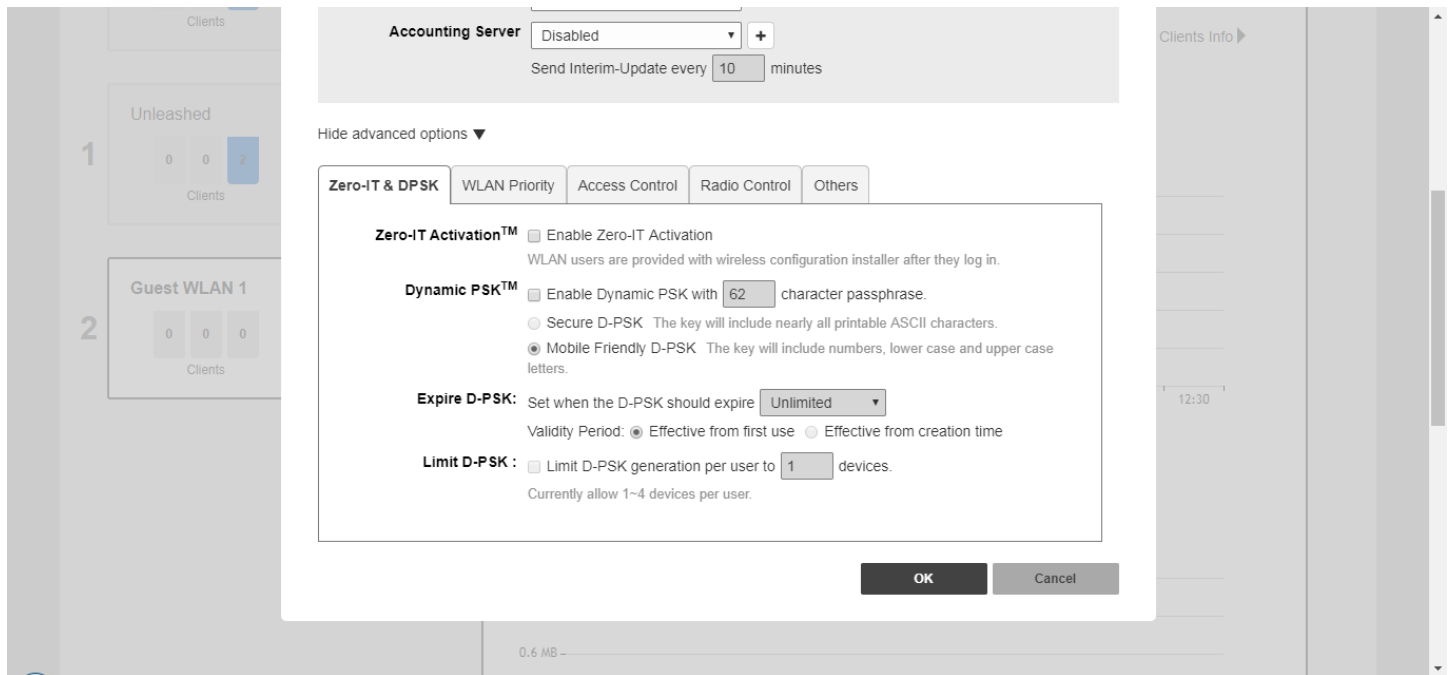 Clients
Accounting Server Disabled +
Clients Info
Send Interim-Update every 10 minutes
Unleashed
Hide advanced options ▼
1
0 0 2
Clients
Zero-IT & DPSK WLAN Priority Access Control Radio Control Others
Zero-IT Activation™ Enable Zero-IT Activation
WLAN users are provided with wireless configuration installer after they log in.
Guest WLAN 1
Dynamic PSK™ Enable Dynamic PSK with 62 character passphrase.
2
0 0 0
Clients
Secure D-PSK The key will include nearly all printable ASCII characters.
Mobile Friendly D-PSK The key will include numbers, lower case and upper case
letters.
Expire D-PSK: Set when the D-PSK should expire Unlimited
12:30
Validity Period: Effective from first use Effective from creation time
Limit D-PSK : Limit D-PSK generation per user to 1 devices.
Currently allow 1~4 devices per user.
OK Cancel
0.6 MB